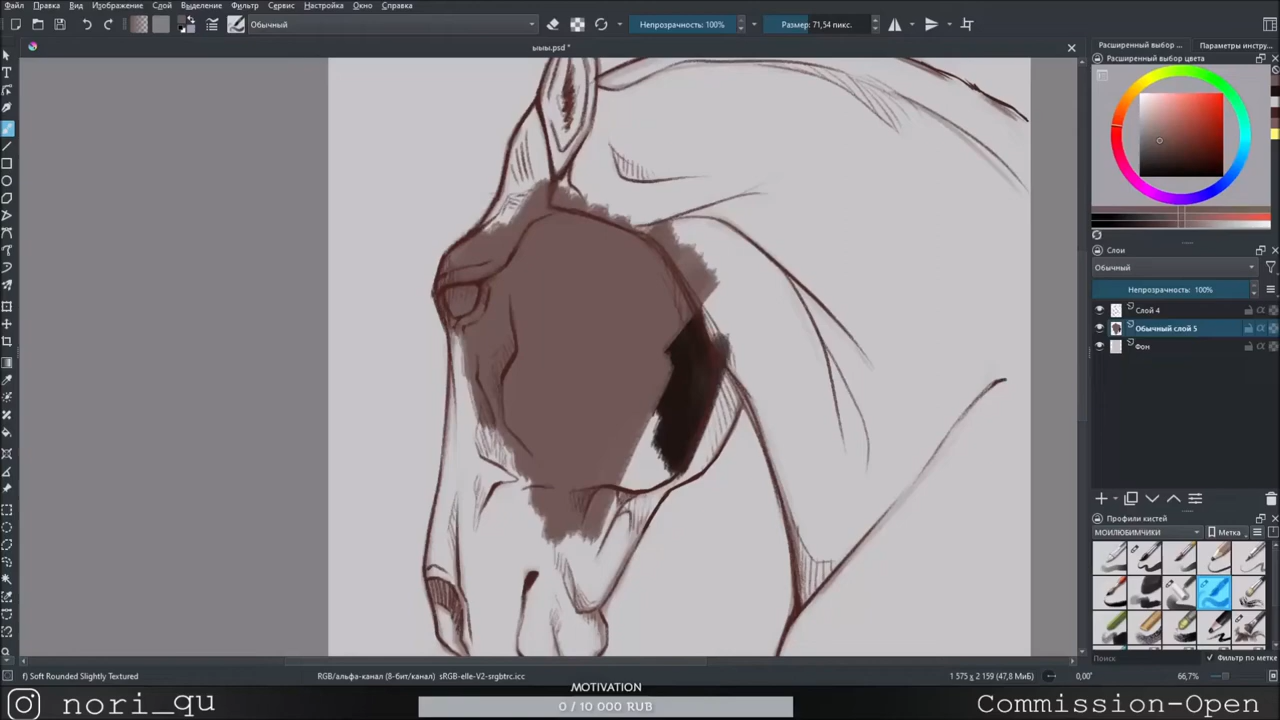 Файл Правка Вид Изображение Слой Выделение Фильтр Сервис Настройка Окно Справка
Обычный Непрозрачность: 100% Размер: 71,54 пикс.
ыыы.psd *
Расширенный выбор ... Параметры инстру...
Расширенный выбор цвета
Слои
Обычный
Непрозрачность: 100%
Слой 4
Обычный слой 5
Фон
Профили кистей
МОИЛЮБИМЧИКИ Метка
Поиск Фильтр по метке
f) Soft Rounded Slightly Textured RGB/альфа-канал (8-бит/канал) sRGB-elle-V2-srgbtrc.icc 1 575 x 2 159 (47,8 МиБ) 0,00° 66,7%
nori_qu MOTIVATION Commission-Open
0 / 10 000 RUB